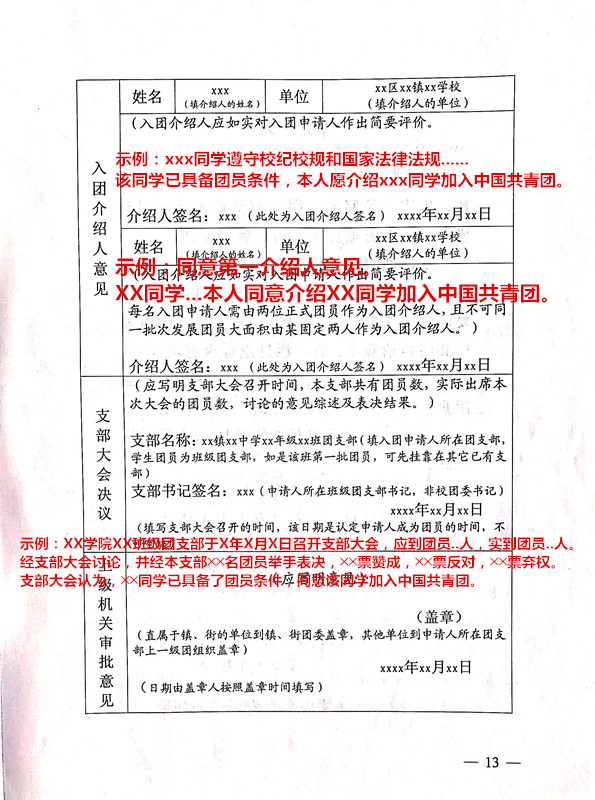 姓名 xxx 单位 xx区xx镇xx学校
(填介绍人的姓名) (填介绍人的单位)
(入团介绍人应如实对入团申请人作出简要评价。
入团介绍人意见
示例：xxx同学遵守校纪校规和国家法律法规......
该同学已具备团员条件，本人愿介绍xxx同学加入中国共青团。
介绍人签名：xxx (此处为入团介绍人签名) xxxx年xx月xx日
姓名 xxx 单位 xx区xx镇xx学校
(填介绍人的姓名) (填介绍人的单位)
示例：同意第一介绍人意见。
(入团介绍人应如实对入团申请人作出简要评价。
XX同学...本人同意介绍XX同学加入中国共青团。
每名入团申请人需由两位正式团员作为入团介绍人，且不可同
一批次发展团员大面积由某固定两人作为入团介绍人。)
介绍人签名：xxx (此处为入团介绍人签名) xxxx年xx月xx日
支部大会决议
(应写明支部大会召开时间，本支部共有团员数，实际出席本
次大会的团员数，讨论的意见综述及表决结果。)
支部名称：xx镇xx中学xx年级xx班团支部(填入团申请人所在团支部，
学生团员为班级团支部，如是该班第一批团员，可先挂靠在其它已有支
部)
支部书记签名：xxx (申请人所在班级团支部书记，非校团委书记)
xxxx年xx月xx日
(填写支部大会召开的时间，该日期是认定申请人成为团员的时间，不
示例：XX学院XX班级团支部于X年X月X日召开支部大会，应到团员..人，实到团员..人。
经支部大会讨论，并经本支部××名团员举手表决，××票赞成，××票反对，××票弃权。
支部大会认为，××同学已具备了团员条件，同意该同学加入中国共青团。
上级机关审批意见
(应写明意见)
(盖章)
(直属于镇、街的单位到镇、街团委盖章，其他单位到申请人所在团支
部上一级团组织盖章)
xxxx年xx月xx日
(日期由盖章人按照盖章时间填写)
— 13 —